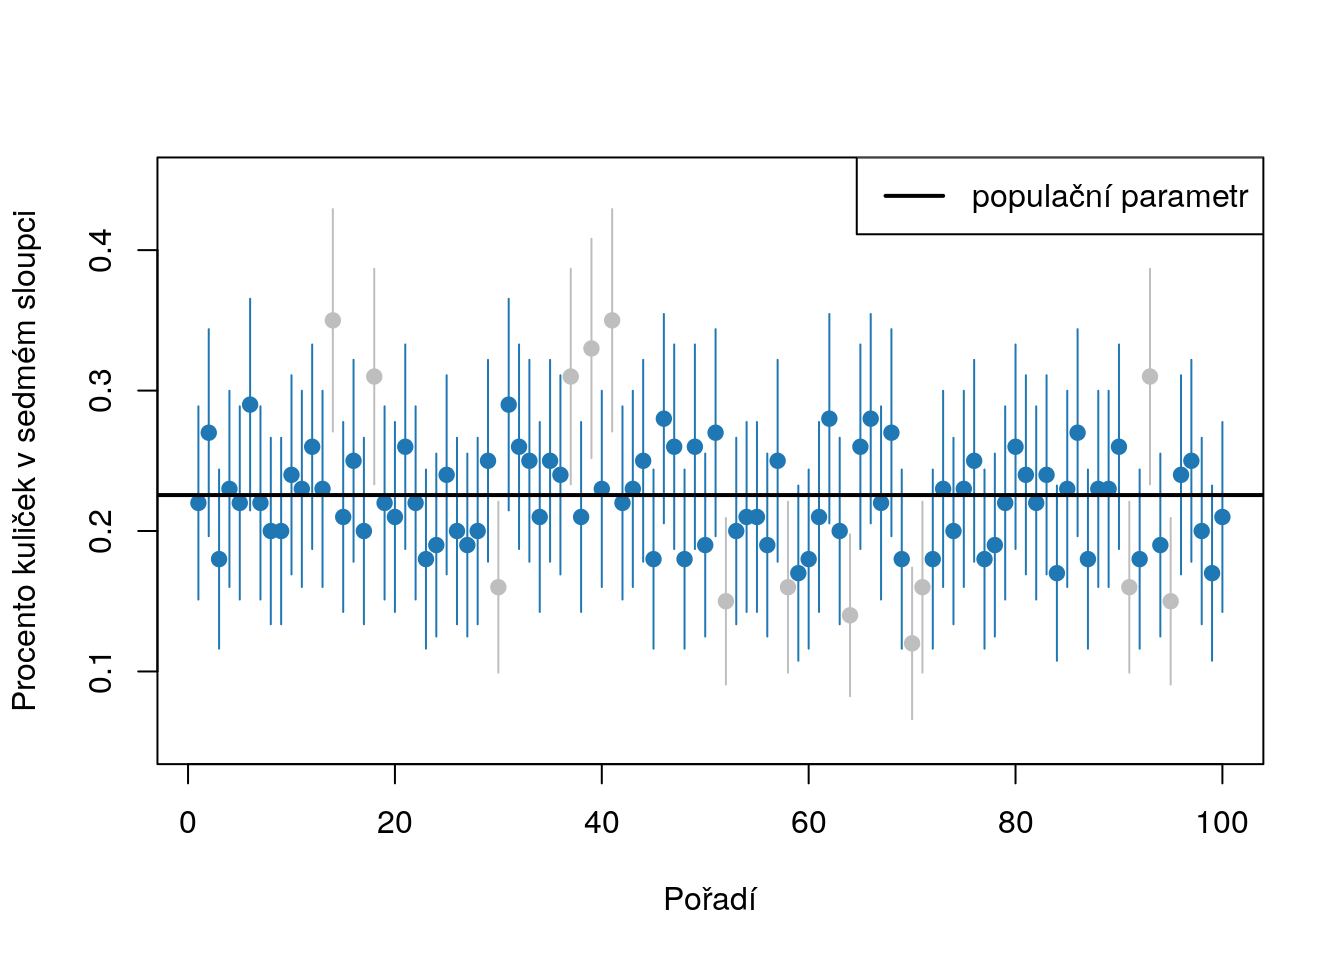 populační parametr
Procento kuliček v sedmém sloupci
0.4
0.3
0.2
0.1
0 20 40 60 80 100
Pořadí